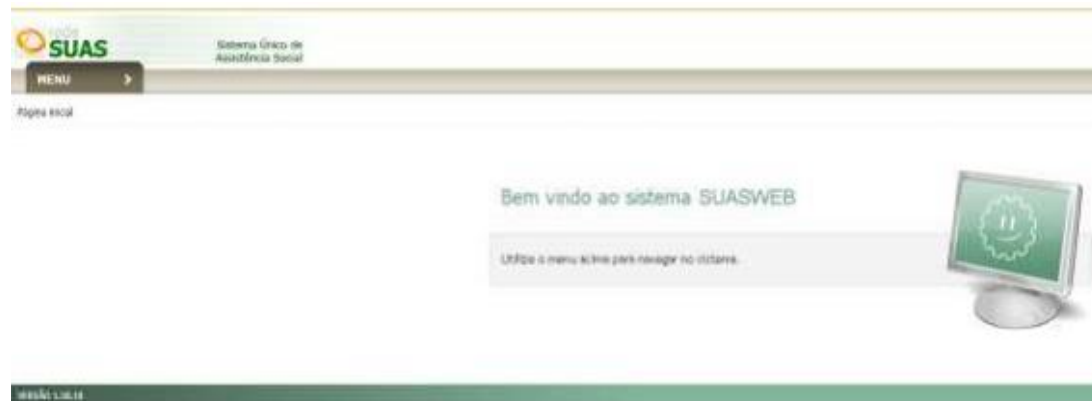 rede
SUAS
Sistema Único de
Assistência Social
MENU
Página inicial
Bem vindo ao sistema SUASWEB
Utilize o menu acima para navegar no sistema.